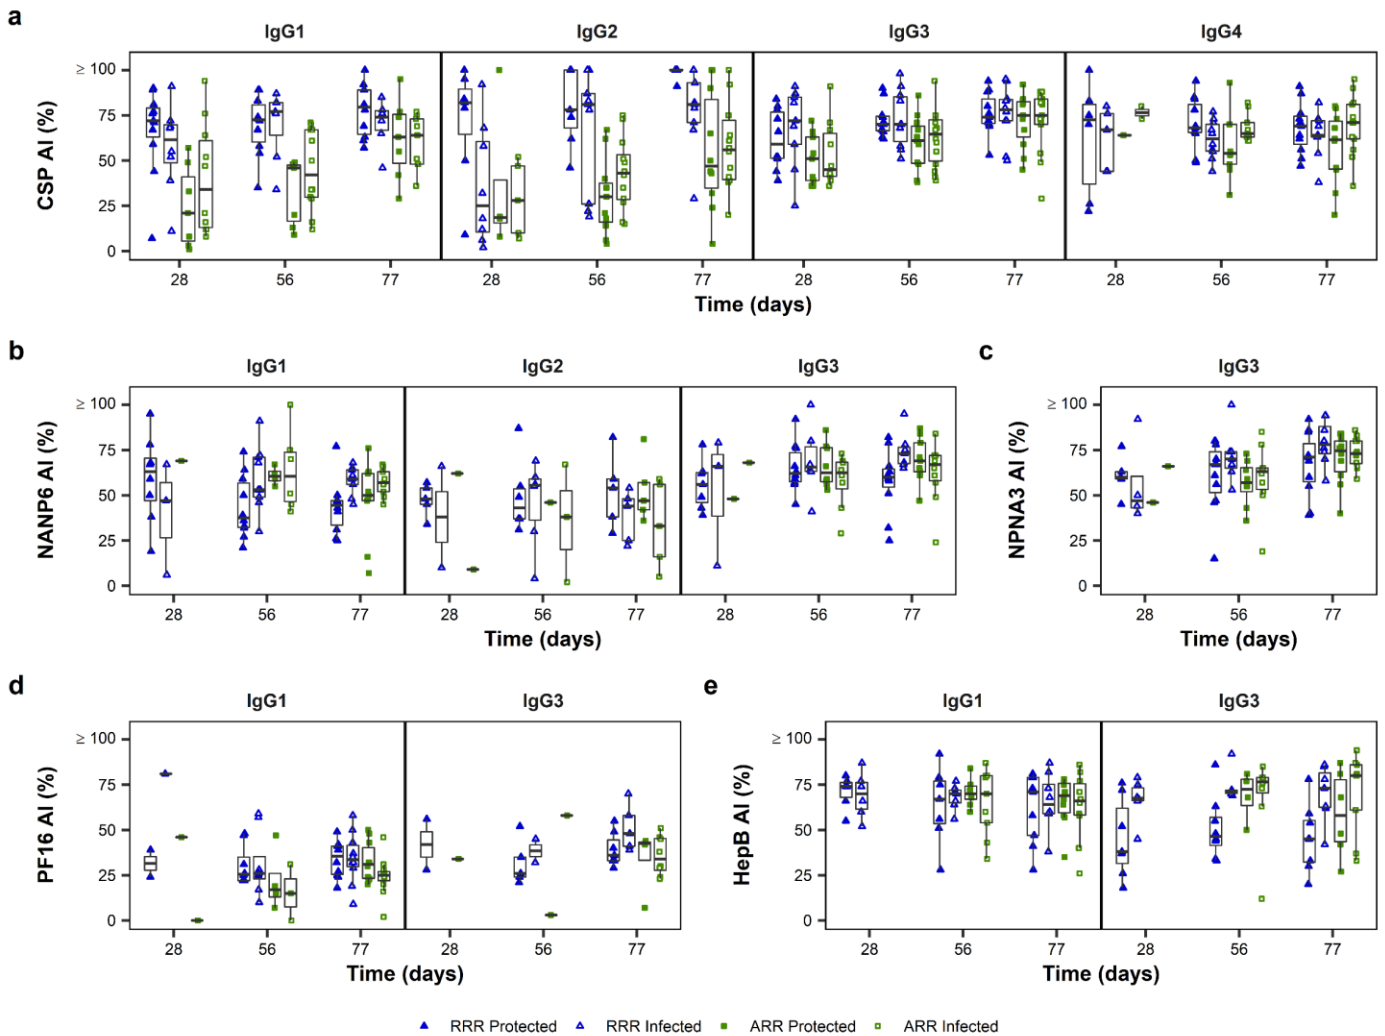 a
IgG1 IgG2 IgG3 IgG4
≥ 100
75
50
25
0
CSP AI (%)
28 56 77 28 56 77 28 56 77 28 56 77
Time (days)
b
IgG1 IgG2 IgG3
≥ 100
75
50
25
0
NANP6 AI (%)
28 56 77 28 56 77 28 56 77
Time (days)
c
IgG3
≥ 100
75
50
25
0
NPNA3 AI (%)
28 56 77
Time (days)
d
IgG1 IgG3
≥ 100
75
50
25
0
PF16 AI (%)
28 56 77 28 56 77
Time (days)
e
IgG1 IgG3
≥ 100
75
50
25
0
HepB AI (%)
28 56 77 28 56 77
Time (days)
RRR Protected RRR Infected ARR Protected ARR Infected